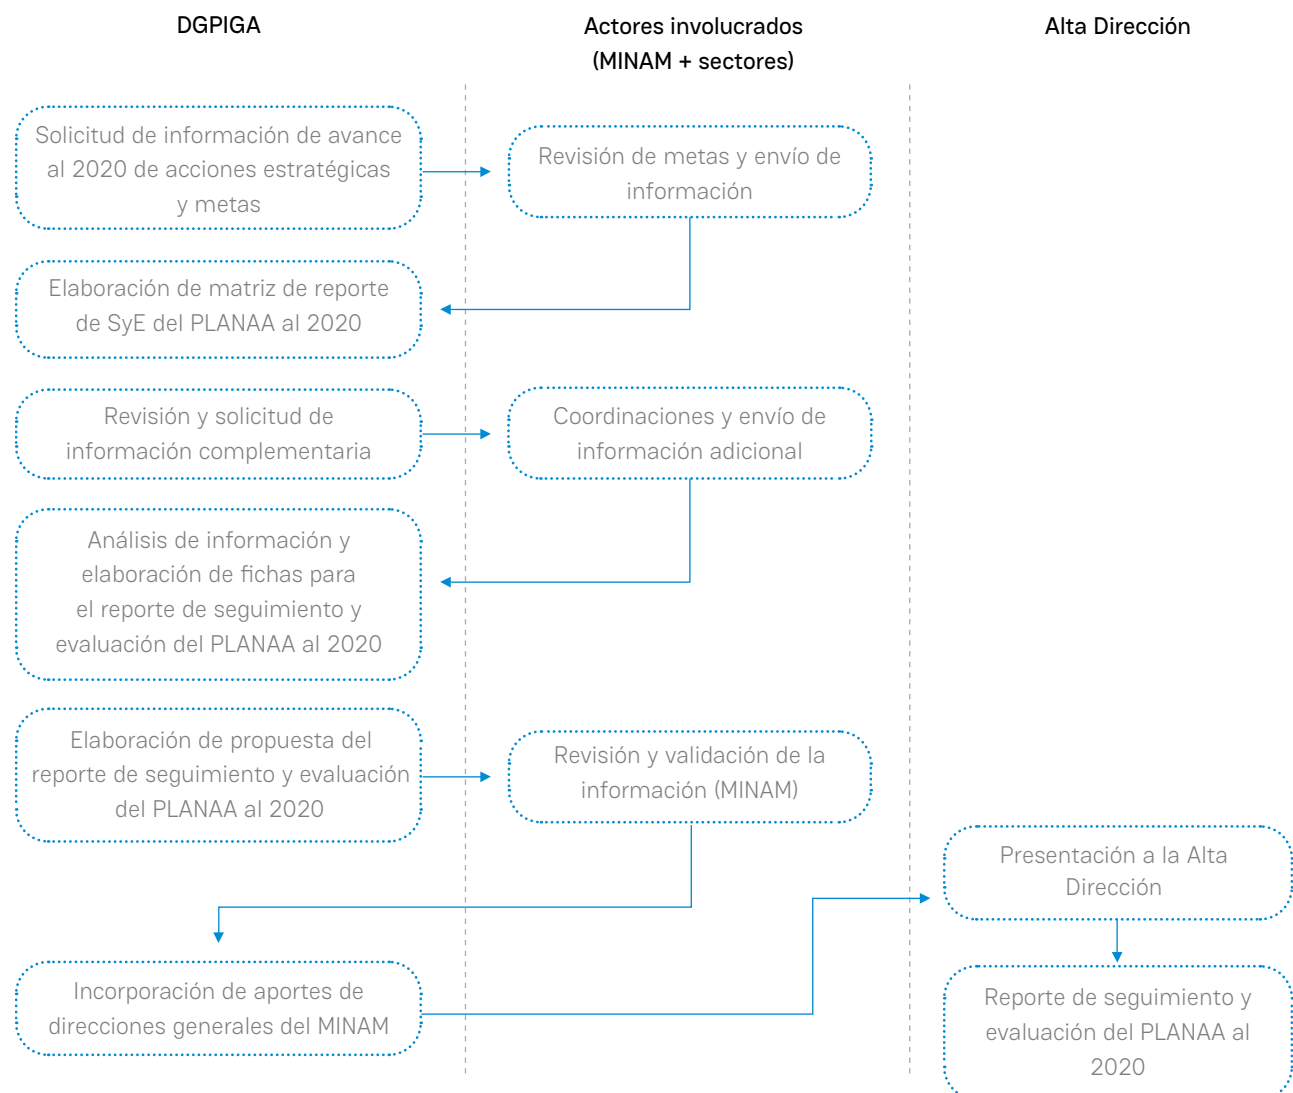 DGPIGA
Actores involucrados
(MINAM + sectores)
Alta Dirección
Solicitud de información de avance
al 2020 de acciones estratégicas
y metas
Revisión de metas y envío de
información
Elaboración de matriz de reporte
de SyE del PLANAA al 2020
Revisión y solicitud de
información complementaria
Coordinaciones y envío de
información adicional
Análisis de información y
elaboración de fichas para
el reporte de seguimiento y
evaluación del PLANAA al 2020
Elaboración de propuesta del
reporte de seguimiento y evaluación
del PLANAA al 2020
Revisión y validación de la
información (MINAM)
Incorporación de aportes de
direcciones generales del MINAM
Presentación a la Alta
Dirección
Reporte de seguimiento y
evaluación del PLANAA al
2020